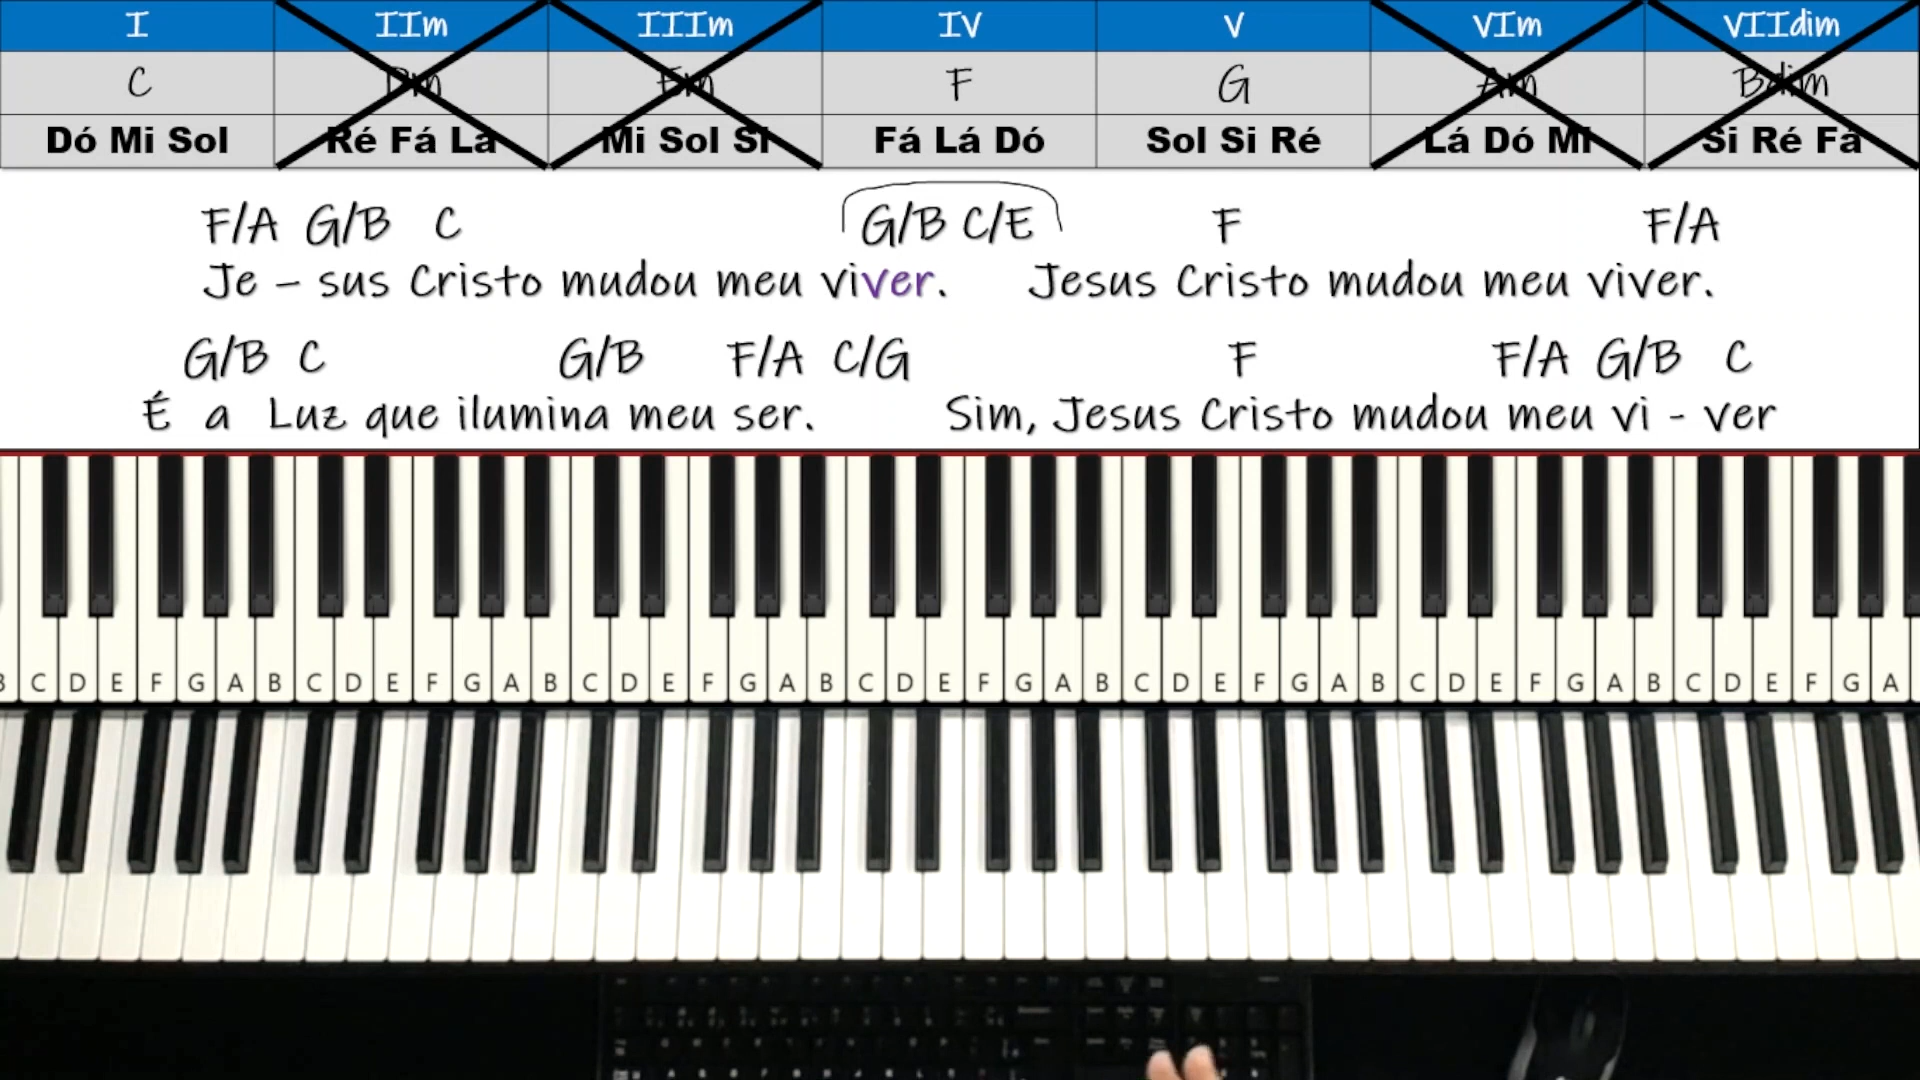 I IIm IIIm IV V VIm VIIdim
C Dm Em F G Am Bdim
Dó Mi Sol Ré Fá Lá Mi Sol Si Fá Lá Dó Sol Si Ré Lá Dó Mi Si Ré Fá
F/A G/B C G/B C/E F F/A
Je – sus Cristo mudou meu viver. Jesus Cristo mudou meu viver.
G/B C G/B F/A C/G F F/A G/B C
É a Luz que ilumina meu ser. Sim, Jesus Cristo mudou meu vi - ver
B C D E F G A B C D E F G A B C D E F G A B C D E F G A B C D E F G A B C D E F G A B C D E F G A